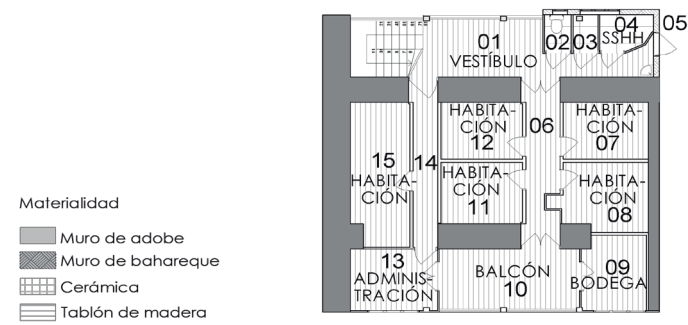 01
VESTÍBULO
02
03
04
SSHH
05
06
HABITA-
CIÓN
12
HABITA-
CIÓN
07
15
HABITA-
CIÓN
14
HABITA-
CIÓN
11
HABITA-
CIÓN
08
13
ADMINIS-
TRACIÓN
BALCÓN
10
09
BODEGA
Materialidad
Muro de adobe
Muro de bahareque
Cerámica
Tablón de madera